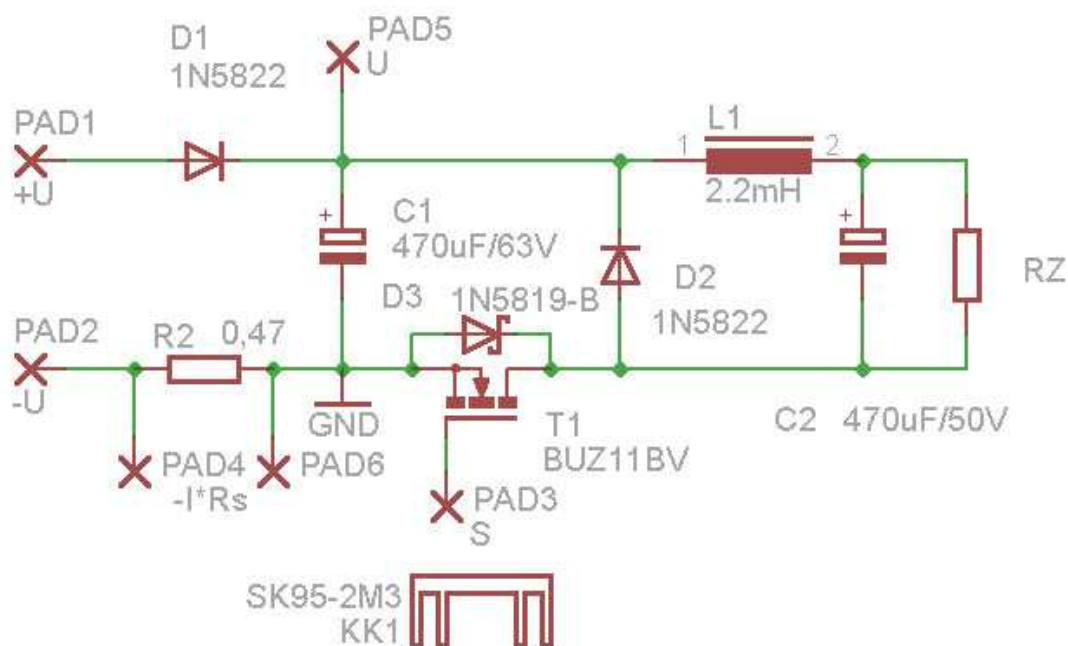 D1
1N5822
PAD5
U
PAD1
+U
L1
1
2
2.2mH
+
C1
470uF/63V
+
D3
1N5819-B
D2
1N5822
RZ
PAD2
-U
R2
0,47
GND
T1
BUZ11BV
C2
470uF/50V
PAD4
-I*Rs
PAD6
PAD3
S
SK95-2M3
KK1